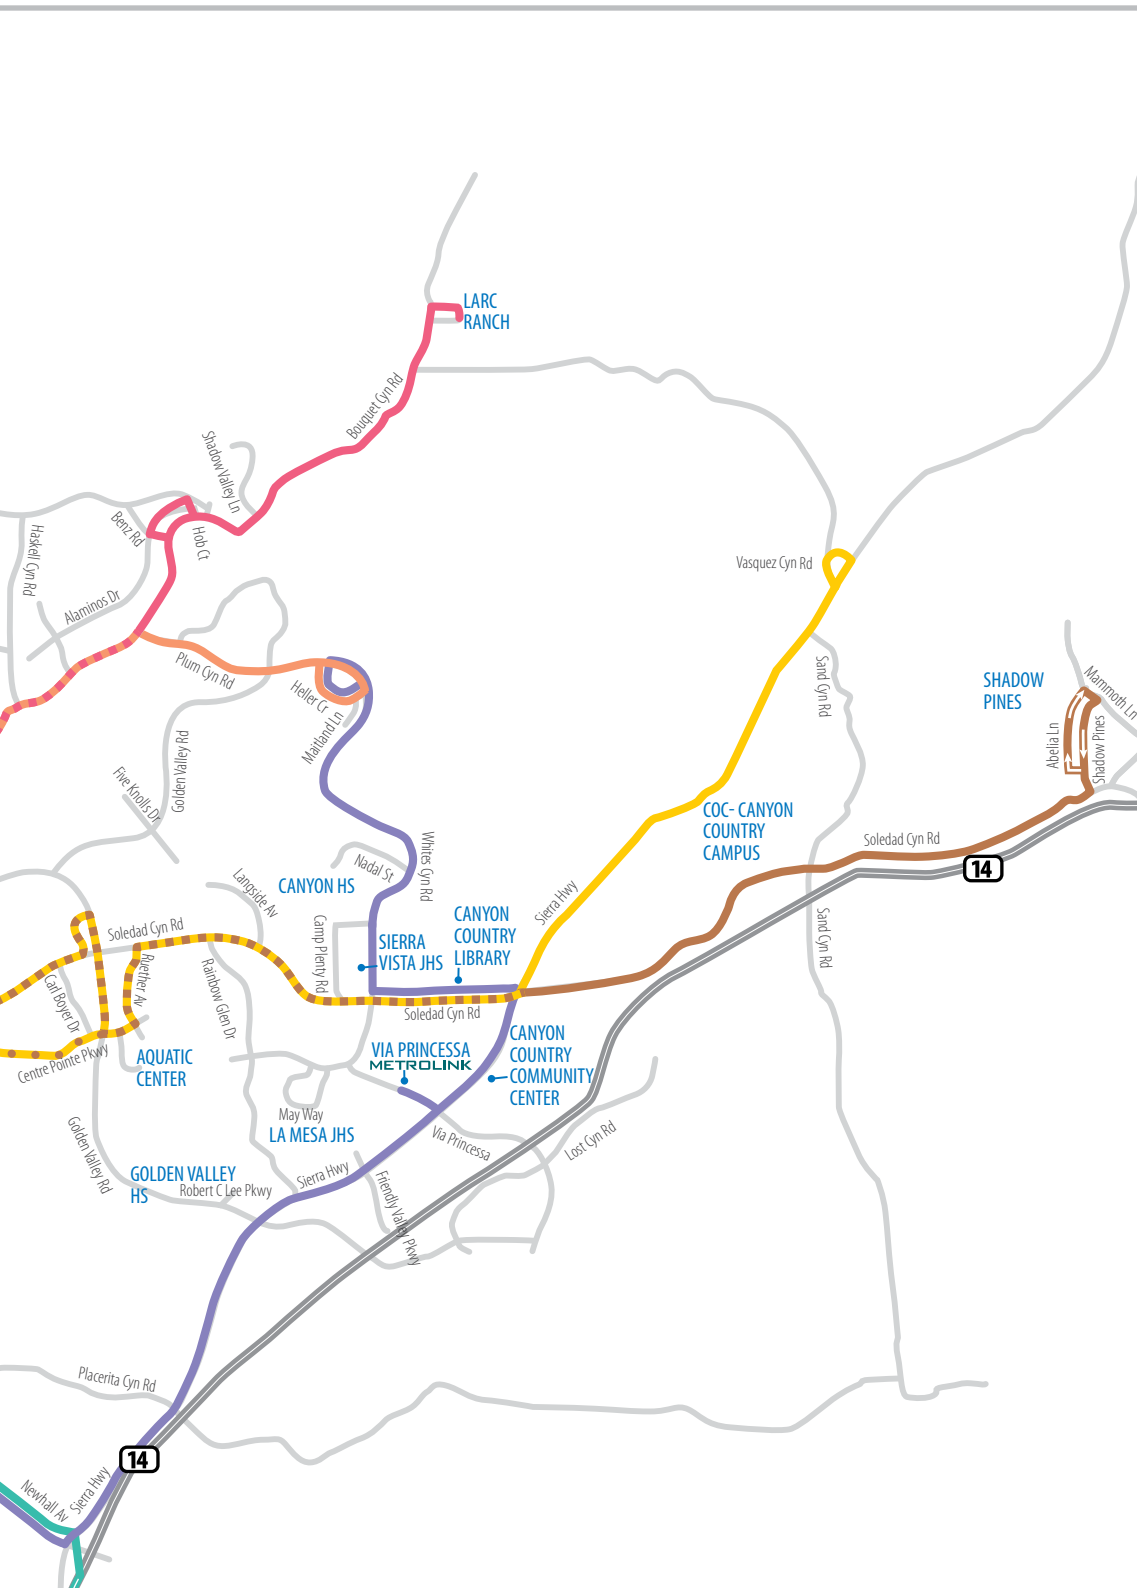 LARC
RANCH
Bouquet Cyn Rd
Shadow Valley Ln
Benz Rd
Hob Ct
Haskell Cyn Rd
Alaminos Dr
Vasquez Cyn Rd
Plum Cyn Rd
Heller Cr
Maitland Ln
Sand Cyn Rd
SHADOW
PINES
Mammoth Ln
Abelia Ln
Shadow Pines
Golden Valley Rd
Five Knolls Dr
COC- CANYON
COUNTRY
CAMPUS
Soledad Cyn Rd
14
Whites Cyn Rd
Nadal St
CANYON HS
Langside Av
Sierra Hwy
CANYON
COUNTRY
LIBRARY
Camp Plenty Rd
SIERRA
VISTA JHS
Soledad Cyn Rd
Ruether Av
Rainbow Glen Dr
Carl Boyer Dr
Sand Cyn Rd
Soledad Cyn Rd
CANYON
COUNTRY
COMMUNITY
CENTER
VIA PRINCESSA
METROLINK
AQUATIC
CENTER
Centre Pointe Pkwy
May Way
LA MESA JHS
Golden Valley Rd
Via Princessa
Lost Cyn Rd
GOLDEN VALLEY
HS
Robert C Lee Pkwy
Sierra Hwy
Friendly Valley Pkwy
Placerita Cyn Rd
14
Newhall Av
Sierra Hwy